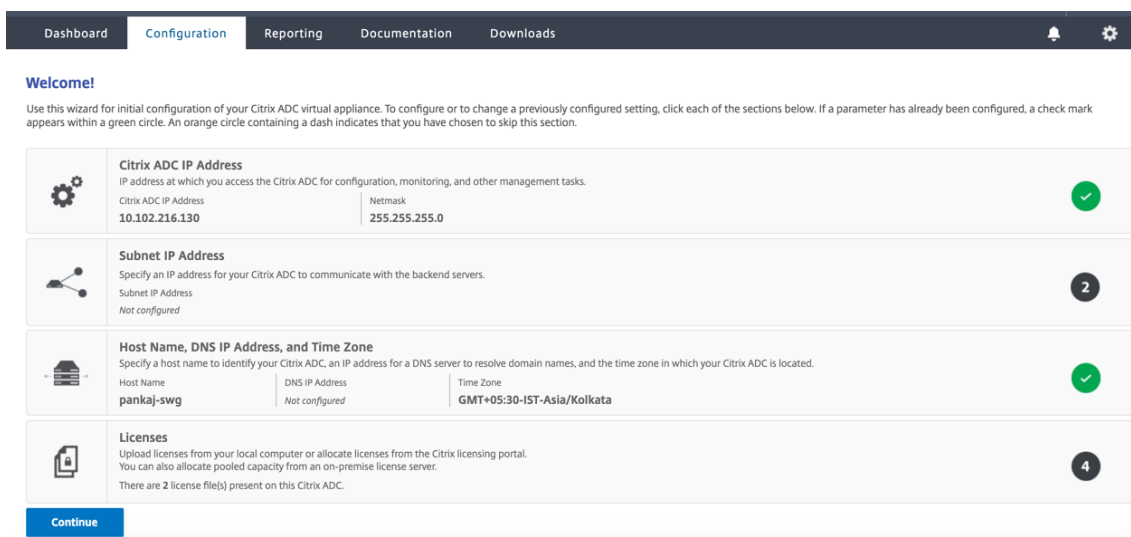 Dashboard Configuration Reporting Documentation Downloads
Welcome!
Use this wizard for initial configuration of your Citrix ADC virtual appliance. To configure or to change a previously configured setting, click each of the sections below. If a parameter has already been configured, a check mark
appears within a green circle. An orange circle containing a dash indicates that you have chosen to skip this section.
Citrix ADC IP Address
IP address at which you access the Citrix ADC for configuration, monitoring, and other management tasks.
Citrix ADC IP Address Netmask
10.102.216.130 255.255.255.0
Subnet IP Address
Specify an IP address for your Citrix ADC to communicate with the backend servers.
Subnet IP Address
Not configured
2
Host Name, DNS IP Address, and Time Zone
Specify a host name to identify your Citrix ADC, an IP address for a DNS server to resolve domain names, and the time zone in which your Citrix ADC is located.
Host Name DNS IP Address Time Zone
pankaj-swg Not configured GMT+05:30-IST-Asia/Kolkata
Licenses
Upload licenses from your local computer or allocate licenses from the Citrix licensing portal.
You can also allocate pooled capacity from an on-premise license server.
There are 2 license file(s) present on this Citrix ADC.
4
Continue